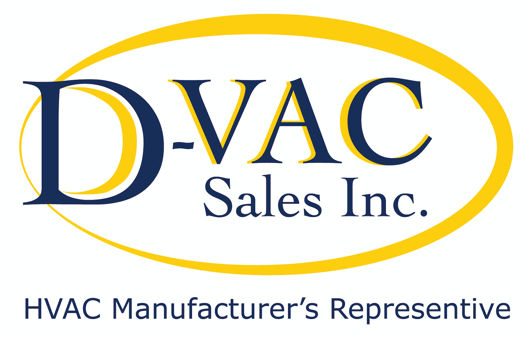 D-VAC
Sales Inc.
HVAC Manufacturer's Representive